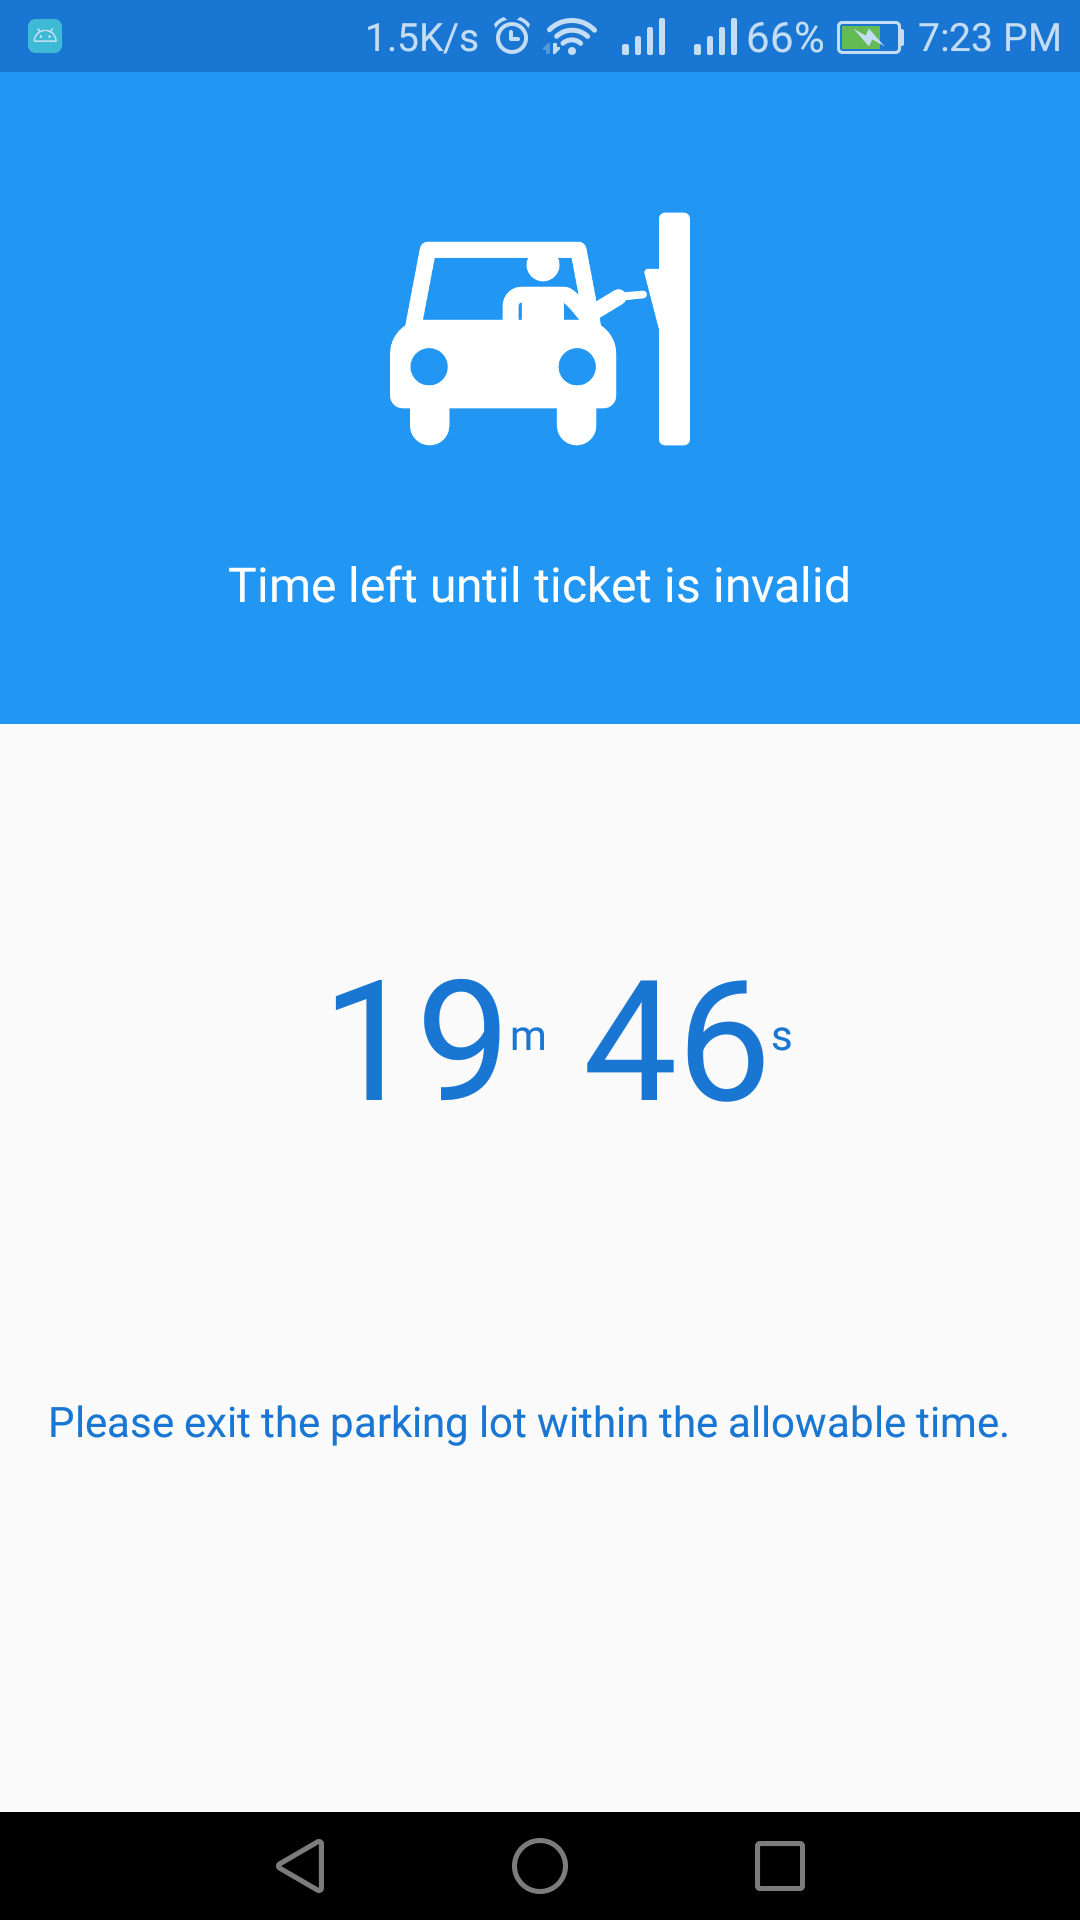 1.5K/s 66% 7:23 PM
Time left until ticket is invalid
19m 46s
Please exit the parking lot within the allowable time.